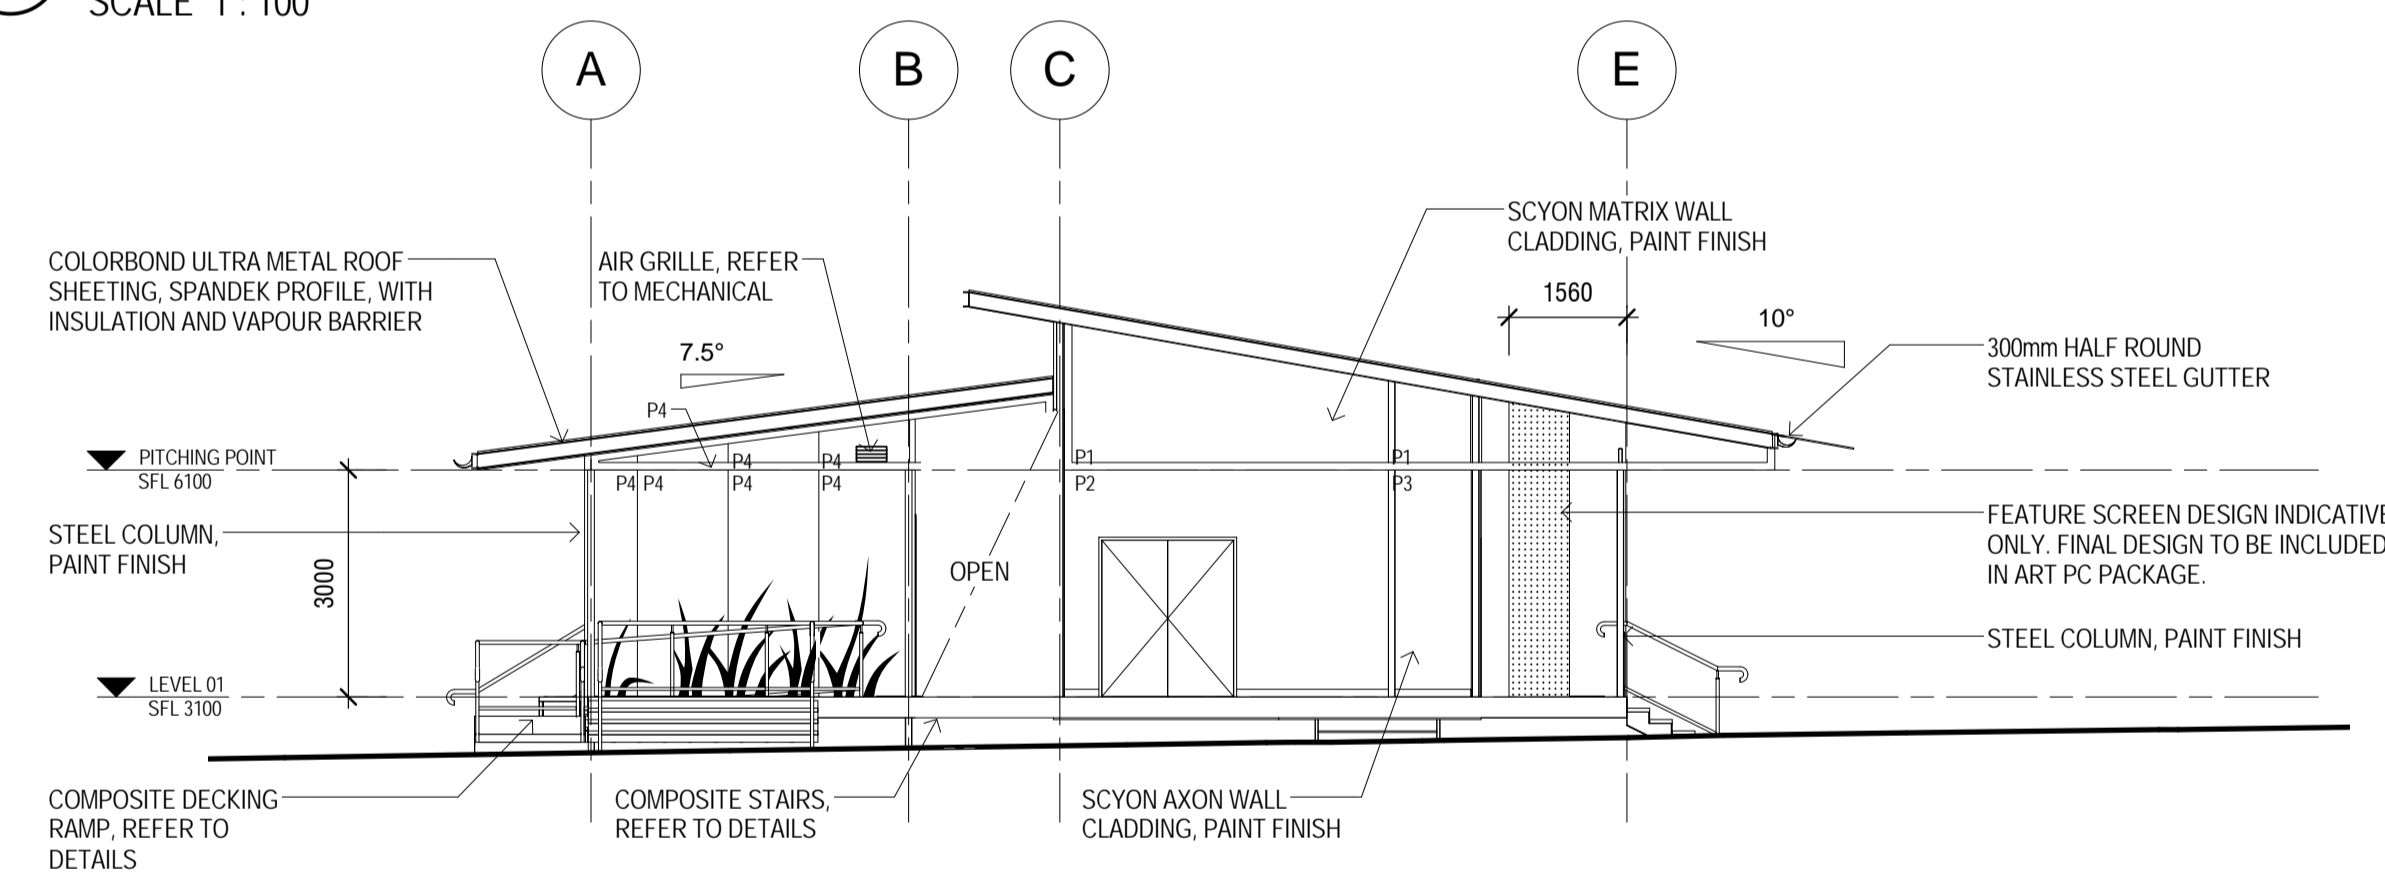 SCALE 1 : 100
A
B
C
E
COLORBOND ULTRA METAL ROOF
SHEETING, SPANDEK PROFILE, WITH
INSULATION AND VAPOUR BARRIER
AIR GRILLE, REFER
TO MECHANICAL
SCYON MATRIX WALL
CLADDING, PAINT FINISH
1560
10°
7.5°
300mm HALF ROUND
STAINLESS STEEL GUTTER
P4
PITCHING POINT
SFL 6100
P4
P4
P1
P1
P4 P4
P4
P4
P2
P3
STEEL COLUMN,
PAINT FINISH
3000
OPEN
FEATURE SCREEN DESIGN INDICATIVE
ONLY. FINAL DESIGN TO BE INCLUDED
IN ART PC PACKAGE.
STEEL COLUMN, PAINT FINISH
LEVEL 01
SFL 3100
COMPOSITE DECKING
RAMP, REFER TO
DETAILS
COMPOSITE STAIRS,
REFER TO DETAILS
SCYON AXON WALL
CLADDING, PAINT FINISH